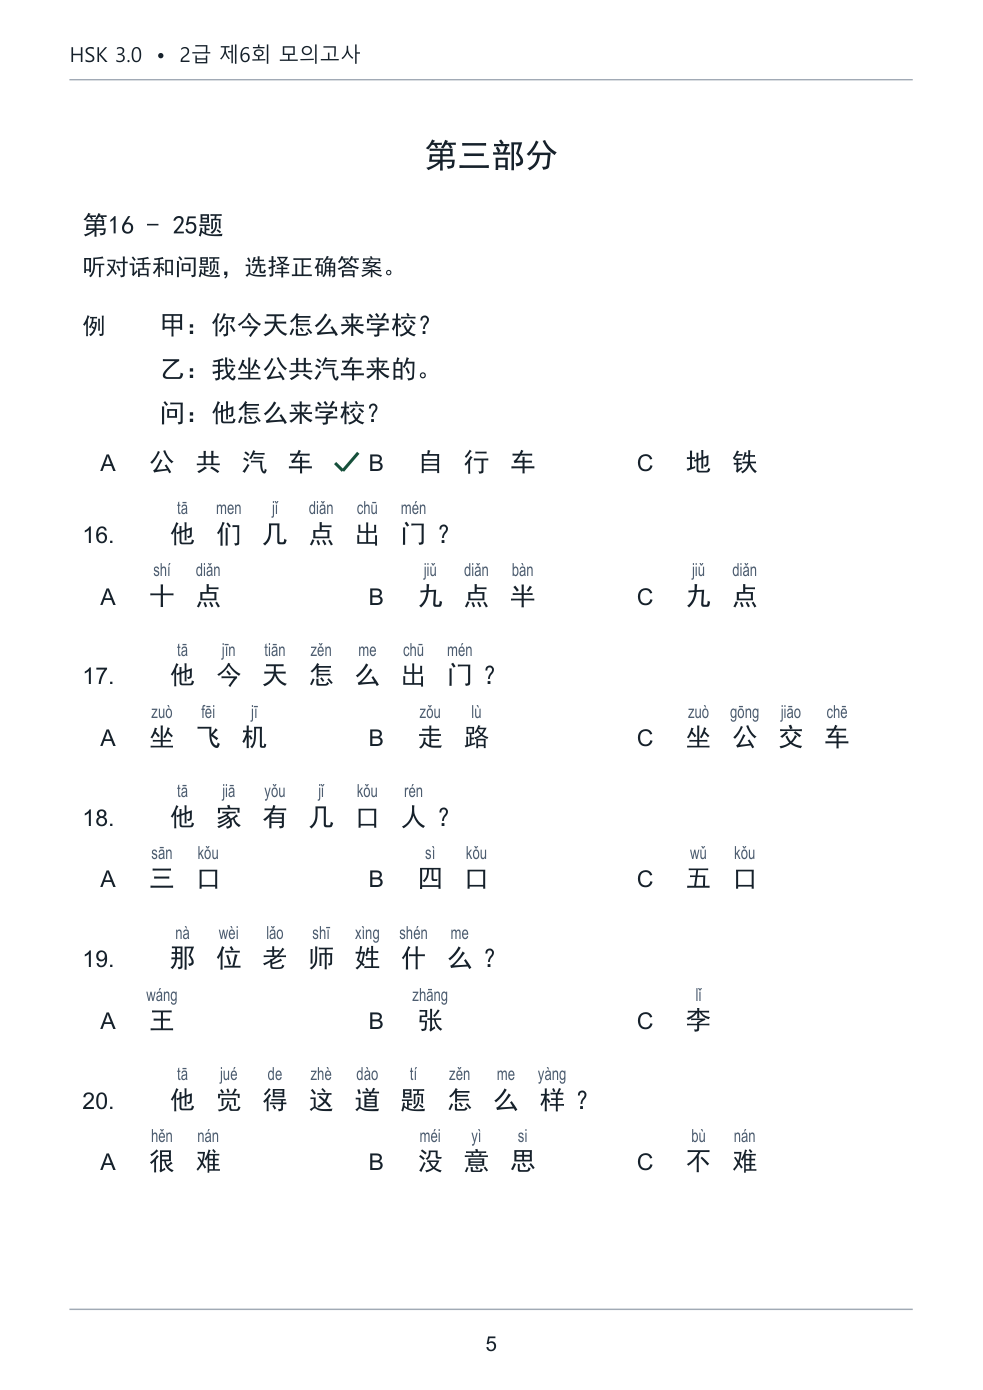 HSK 3.0 • 2급 제6회 모의고사
第三部分
第16 - 25题
听对话和问题，选择正确答案。
例 甲：你今天怎么来学校？
乙：我坐公共汽车来的。
问：他怎么来学校？
A 公共汽车 ✓ B 自行车 C 地铁
tā men jǐ diǎn chū mén
16. 他们几点出门？
shí diǎn jiǔ diǎn bàn jiǔ diǎn
A 十点 B 九点半 C 九点
tā jīn tiān zěn me chū mén
17. 他今天怎么出门？
zuò fēi jī zǒu lù zuò gōng jiāo chē
A 坐飞机 B 走路 C 坐公交车
tā jiā yǒu jǐ kǒu rén
18. 他家有几口人？
sān kǒu sì kǒu wǔ kǒu
A 三口 B 四口 C 五口
nà wèi lǎo shī xìng shén me
19. 那位老师姓什么？
wáng zhāng lǐ
A 王 B 张 C 李
tā jué de zhè dào tí zěn me yàng
20. 他觉得这道题怎么样？
hěn nán méi yì si bù nán
A 很难 B 没意思 C 不难
5